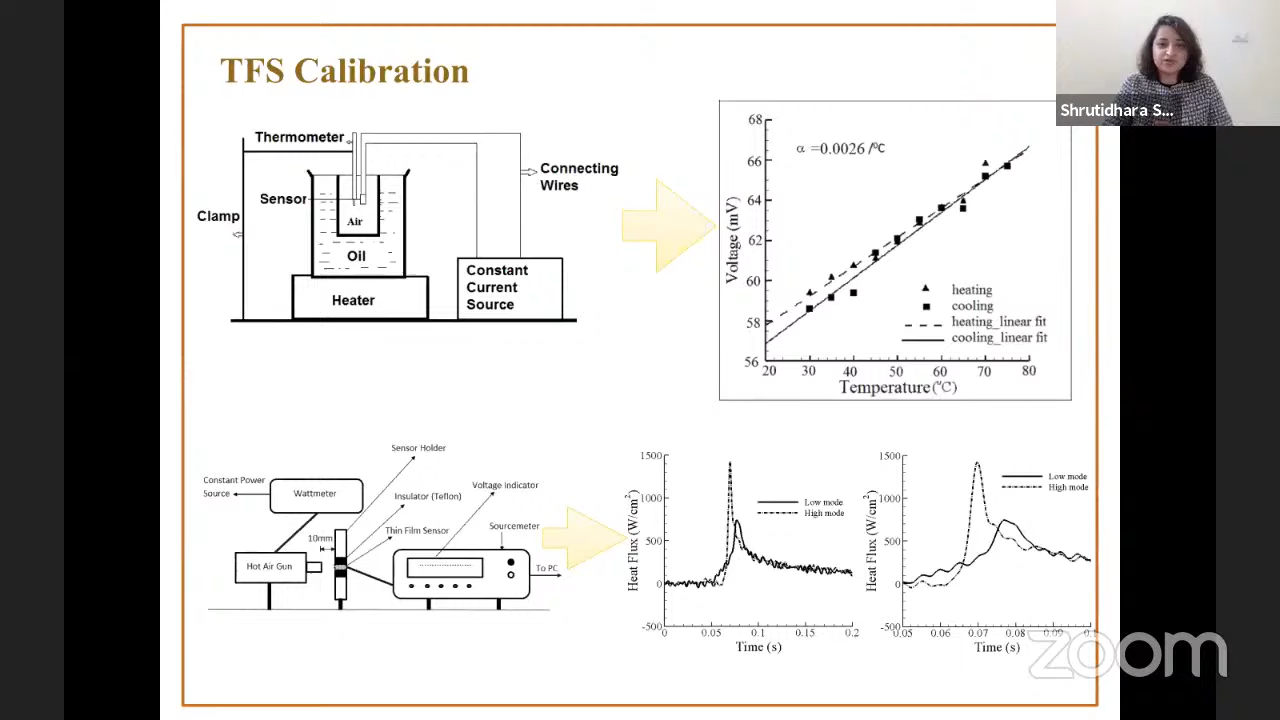 TFS Calibration
Shrutidhara S...
Thermometer
Sensor
Clamp
Air
Oil
Heater
Connecting
Wires
Constant
Current
Source
α =0.0026 /⁰C
68
66
64
62
60
58
56
Voltage (mV)
20 30 40 50 60 70 80
Temperature(⁰C)
heating
cooling
heating_linear fit
cooling_linear fit
Sensor Holder
Constant Power
Source
Wattmeter
Insulator (Teflon)
Voltage Indicator
Thin Film Sensor
Sourcemeter
10mm
Hot Air Gun
To PC
1500
1000
500
0
-500
Heat Flux (W/cm²)
Low mode
High mode
0 0.05 0.1 0.15 0.2
Time (s)
1500
1000
500
0
-500
Heat Flux (W/cm²)
Low mode
High mode
0.05 0.06 0.07 0.08 0.09 0.1
Time (s)
zoom